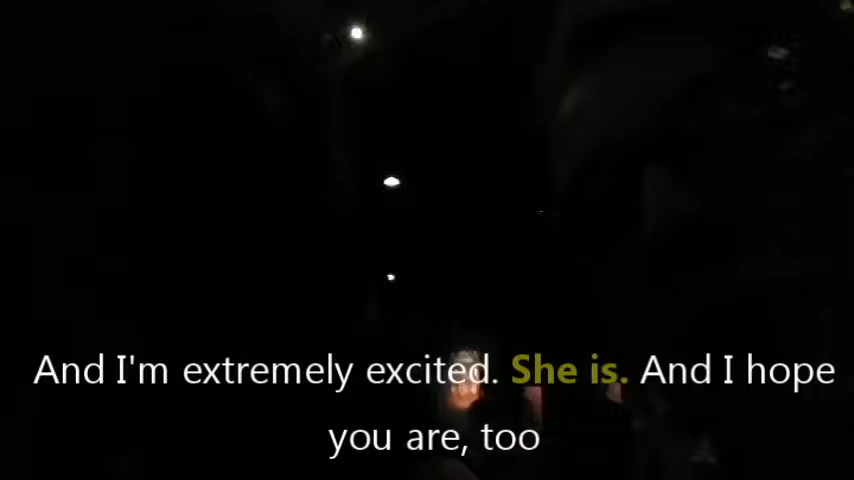 And I'm extremely excited. She is. And I hope
you are, too